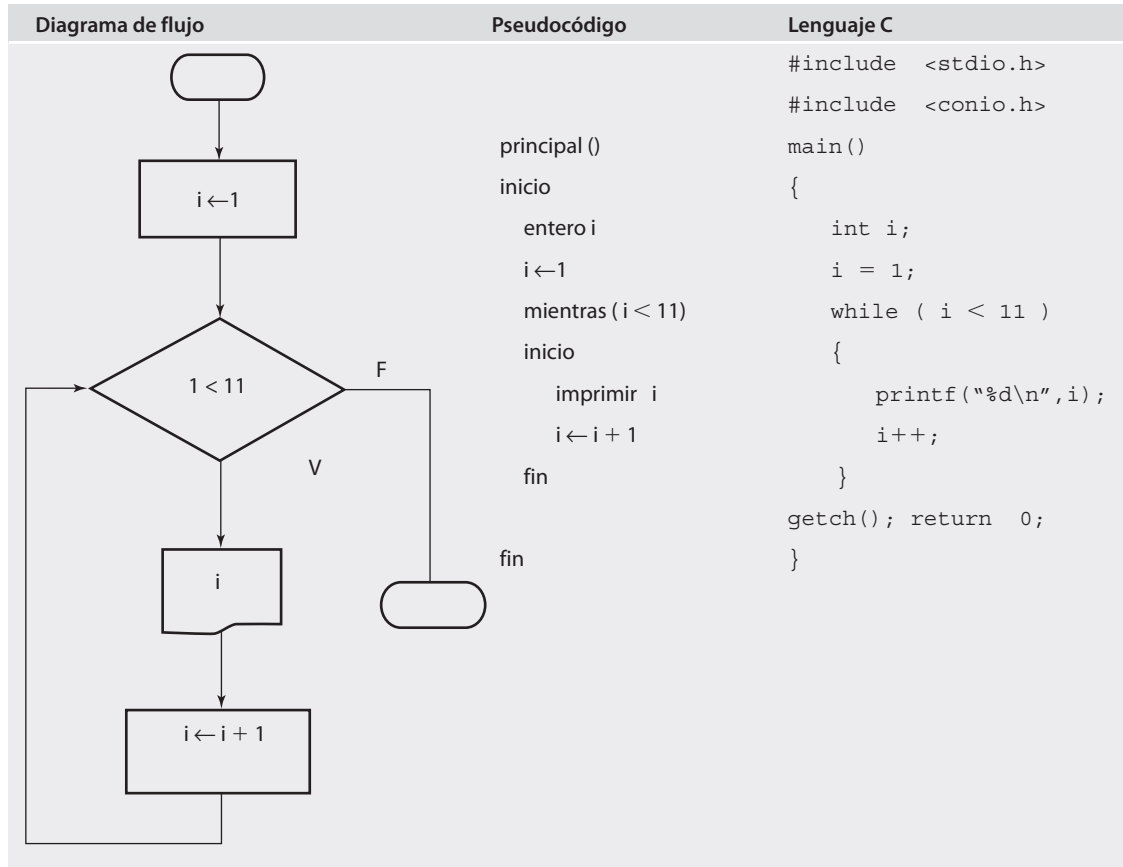 Diagrama de flujo Pseudocódigo Lenguaje C
i ←1
1 < 11
F
V
i
i ← i + 1
principal ()
inicio
entero i
i ←1
mientras ( i < 11)
inicio
imprimir i
i ← i + 1
fin
fin
#include <stdio.h>
#include <conio.h>
main()
{
int i;
i = 1;
while ( i < 11 )
{
printf("%d\n",i);
i++;
}
getch(); return 0;
}